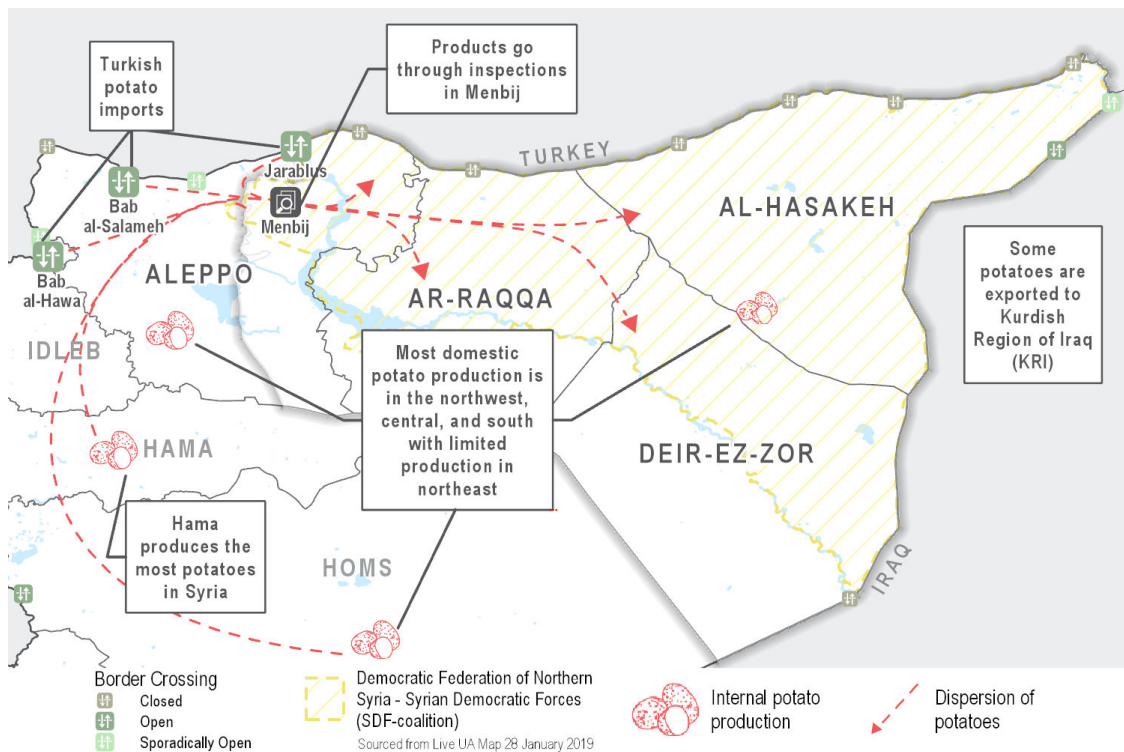 Turkish
potato
imports
Products go
through inspections
in Menbij
TURKEY
Jarablus
Bab
al-Salameh
Menbij
Bab
al-Hawa
ALEPPO
AL-HASAKEH
AR-RAQQA
IDLEB
Some
potatoes are
exported to
Kurdish
Region of Iraq
(KRI)
Most domestic
potato production is
in the northwest,
central, and south
with limited
production in
northeast
HAMA
DEIR-EZ-ZOR
Hama
produces the
most potatoes
in Syria
HOMS
IRAQ
Border Crossing
Closed
Open
Sporadically Open
Democratic Federation of Northern
Syria - Syrian Democratic Forces
(SDF-coalition)
Sourced from Live UA Map 28 January 2019
Internal potato
production
Dispersion of
potatoes